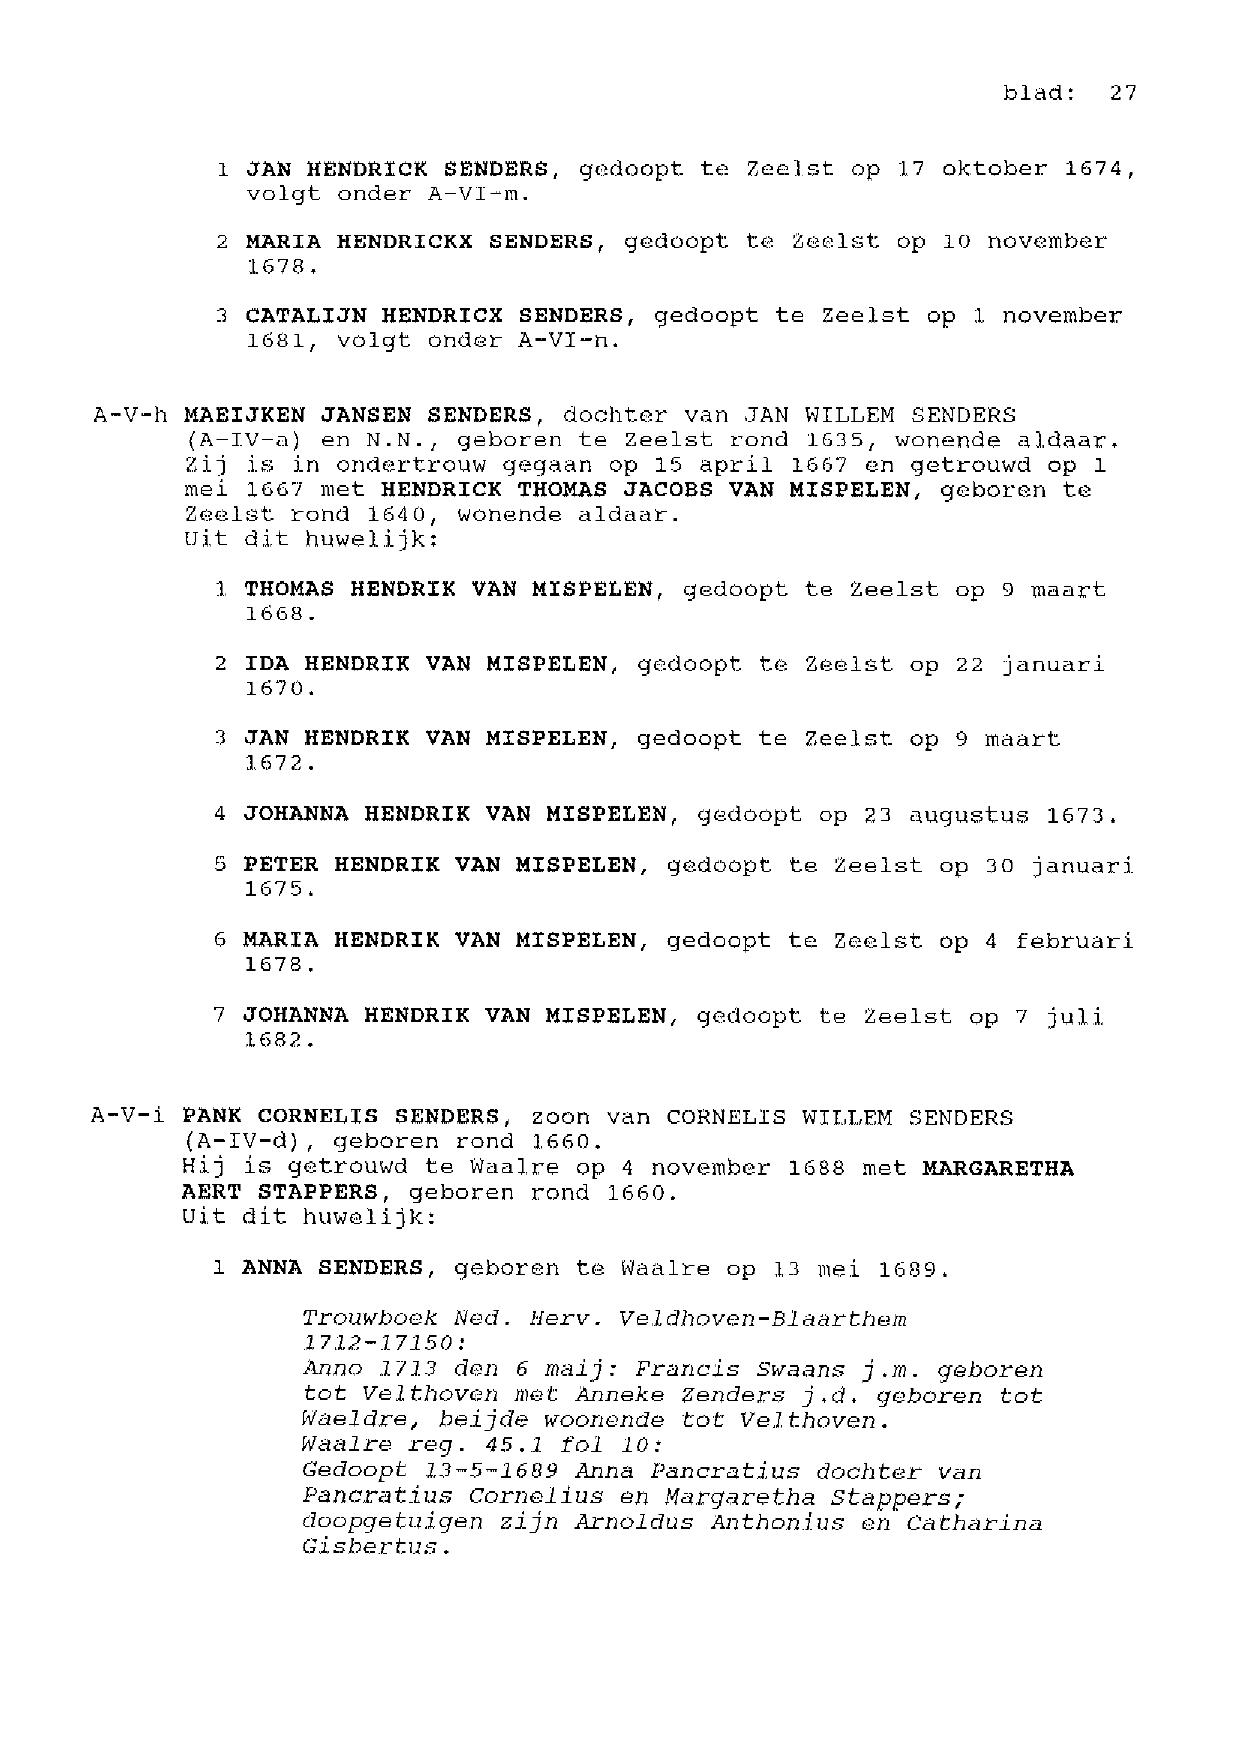 blad: 27
1 JAN HENDRICK SENDERS, gedoopt te Zeelst op 17 oktober 1674,
volgt onder A-VI-m.
2 MARIA HENDRICKX SENDERS, gedoopt te Zeelst op 10 november
1678.
3 CATALIJN HENDRICX SENDERS, gedoopt te Zeelst op 1 november
1681, volgt onder A-VI-n.
A-V-h MAEIJKEN JANSEN SENDERS, dochter van JAN WILLEM SENDERS
(A-IV-a) en N.N., geboren te Zeelst rond 1635, wonende aldaar.
Zij is in ondertrouw gegaan op 15 april 1667 en getrouwd op 1
mei 1667 met HENDRICK THOMAS JACOBS VAN MISPELEN, geboren te
Zeelst rond 1640, wonende aldaar.
Uit dit huwelijk:
1 THOMAS HENDRIK VAN MISPELEN, gedoopt te Zeelst op 9 maart
1668.
2 IDA HENDRIK VAN MISPELEN, gedoopt te Zeelst op 22 januari
1670.
3 JAN HENDRIK VAN MISPELEN, gedoopt te Zeelst op 9 maart
1672.
4 JOHANNA HENDRIK VAN MISPELEN, gedoopt op 23 augustus 1673.
5 PETER HENDRIK VAN MISPELEN, gedoopt te Zeelst op 30 januari
1675.
6 MARIA HENDRIK VAN MISPELEN, gedoopt te Zeelst op 4 februari
1678.
7 JOHANNA HENDRIK VAN MISPELEN, gedoopt te Zeelst op 7 juli
1682.
A-V-i PANK CORNELIS SENDERS, zoon van CORNELIS WILLEM SENDERS
(A-IV-d), geboren rond 1660.
Hij is getrouwd te Waalre op 4 november 1688 met MARGARETHA
AERT STAPPERS, geboren rond 1660.
Uit dit huwelijk:
1 ANNA SENDERS, geboren te Waalre op 13 mei 1689.
Trouwboek Ned. Herv. Veldhoven-Blaarthem
1712-17150:
Anno 1713 den 6 maij: Francis Swaans j.m. geboren
tot Velthoven met Anneke Zenders j.d. geboren tot
Waeldre, beijde woonende tot Velthoven.
Waalre reg. 45.1 fol 10:
Gedoopt 13-5-1689 Anna Pancratius dochter van
Pancratius Cornelius en Margaretha Stappers;
doopgetuigen zijn Arnoldus Anthonius en Catharina
Gisbertus.